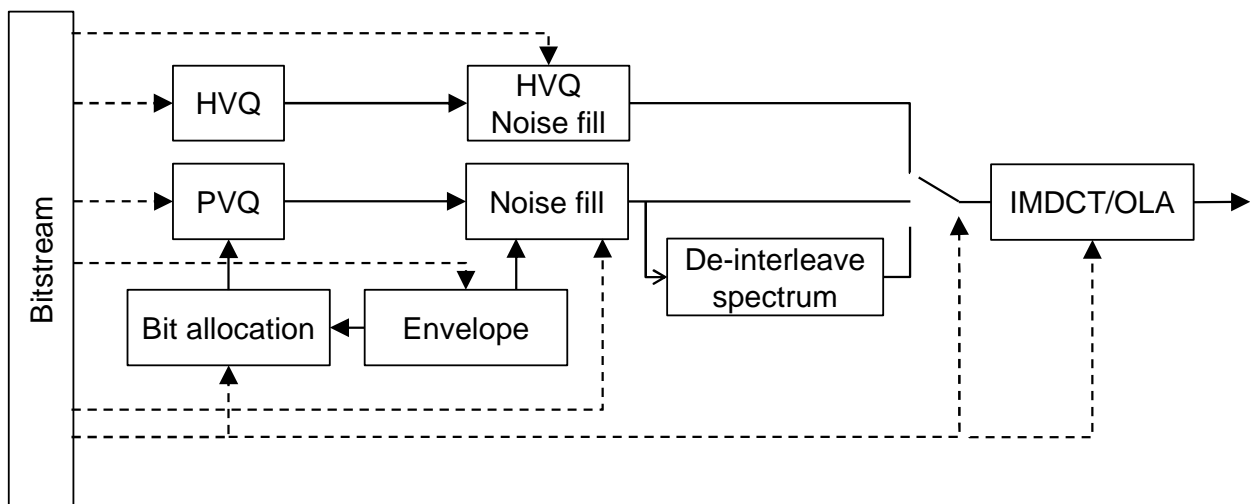 Bitstream
HVQ
HVQ
Noise fill
PVQ
Noise fill
IMDCT/OLA
De-interleave
spectrum
Bit allocation
Envelope